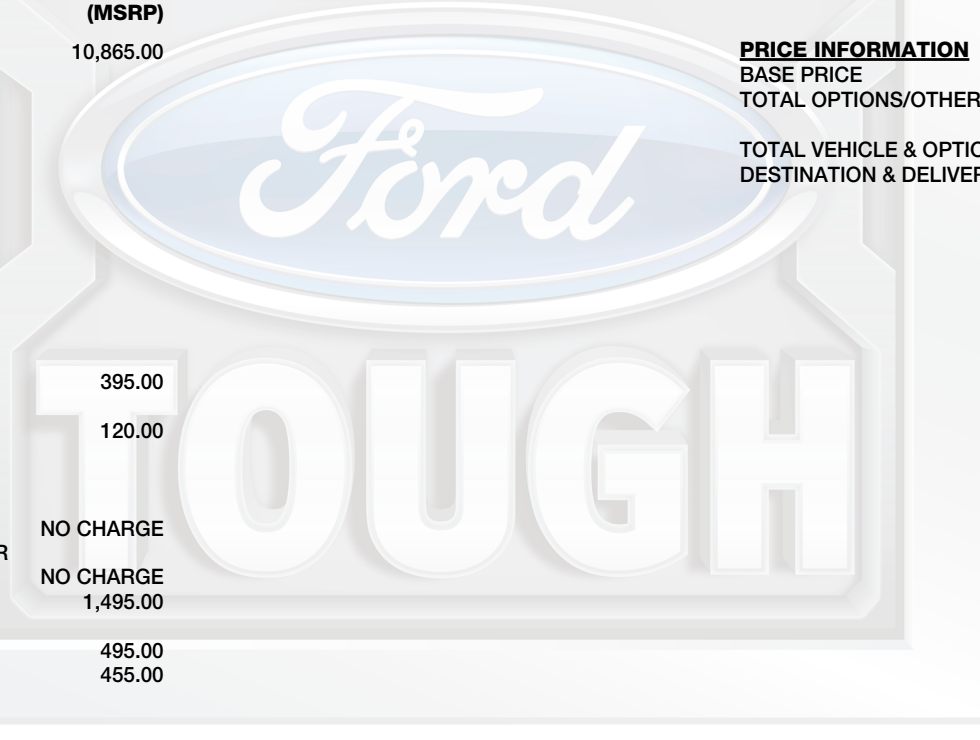 (MSRP)
10,865.00
395.00
120.00
NO CHARGE
R
NO CHARGE
1,495.00
495.00
455.00
PRICE INFORMATION
BASE PRICE
TOTAL OPTIONS/OTHER
TOTAL VEHICLE & OPTIO
DESTINATION & DELIVER
Ford
TOUGH